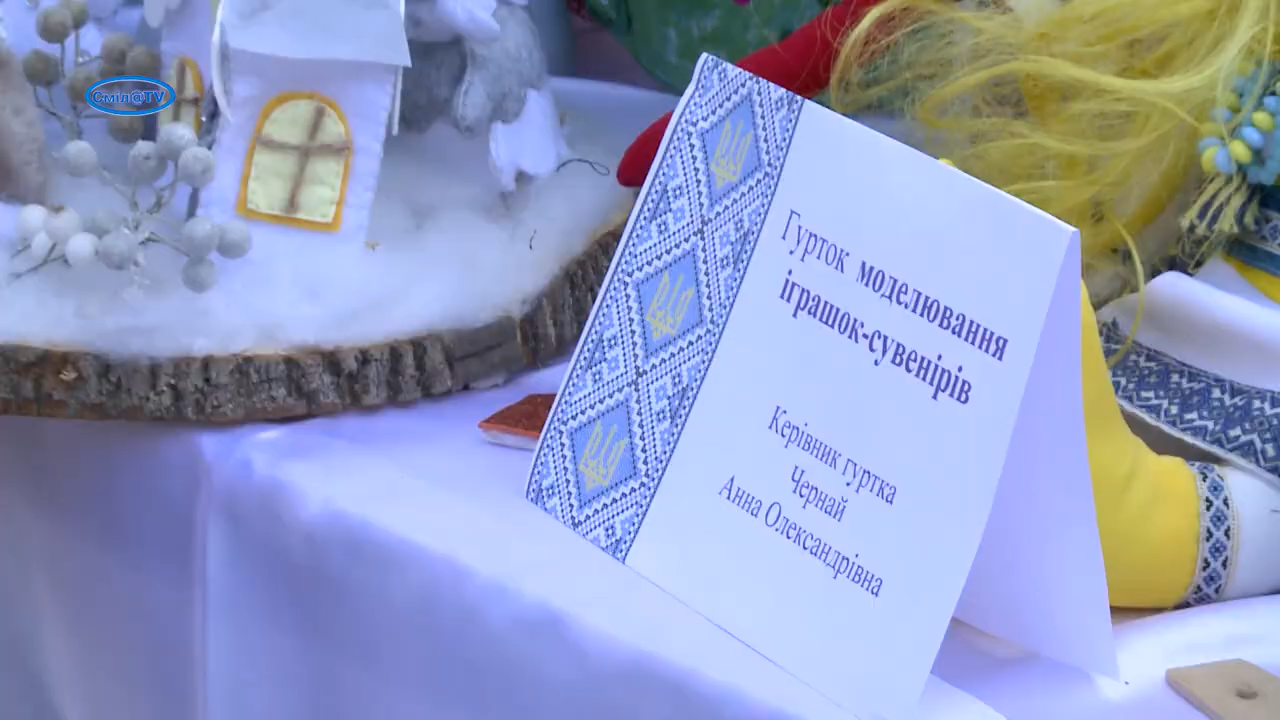 Сміл@TV
Гурток моделювання
іграшок-сувенірів
Керівник гуртка
Чернай
Анна Олександрівна